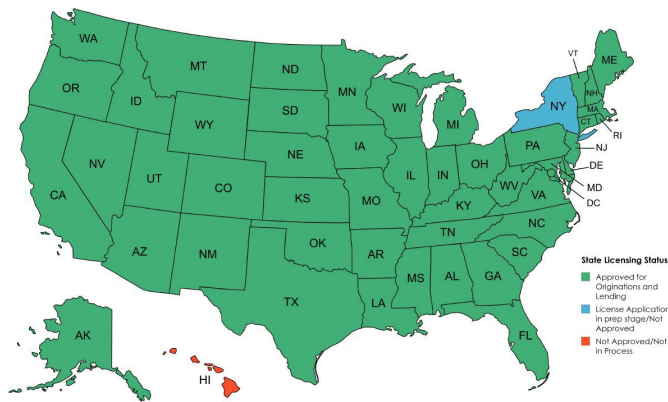 WA
OR
CA
NV
ID
MT
WY
UT
AZ
CO
NM
ND
SD
NE
KS
OK
TX
MN
IA
MO
AR
LA
WI
IL
MS
MI
IN
KY
TN
AL
OH
WV
GA
FL
SC
NC
VA
PA
NY
VT
NH
ME
MA
CT
RI
NJ
DE
MD
DC
AK
HI
State Licensing Status
Approved for
Originations and
Lending
License Application
in prep stage/Not
Approved
Not Approved/Not
in Process